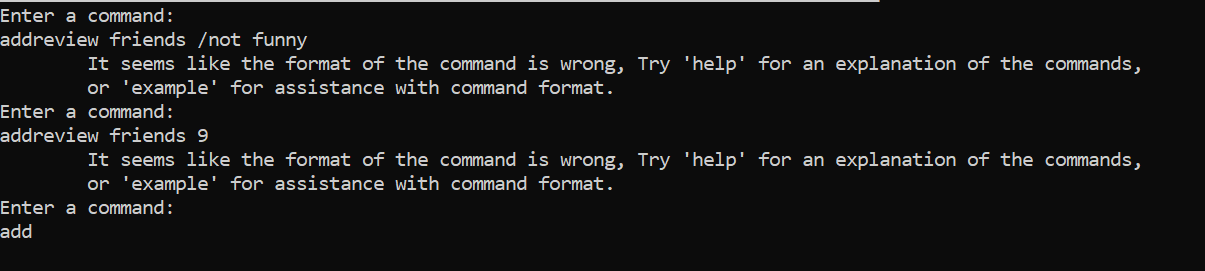 Enter a command:
addreview friends /not funny
It seems like the format of the command is wrong, Try 'help' for an explanation of the commands,
or 'example' for assistance with command format.
Enter a command:
addreview friends 9
It seems like the format of the command is wrong, Try 'help' for an explanation of the commands,
or 'example' for assistance with command format.
Enter a command:
add